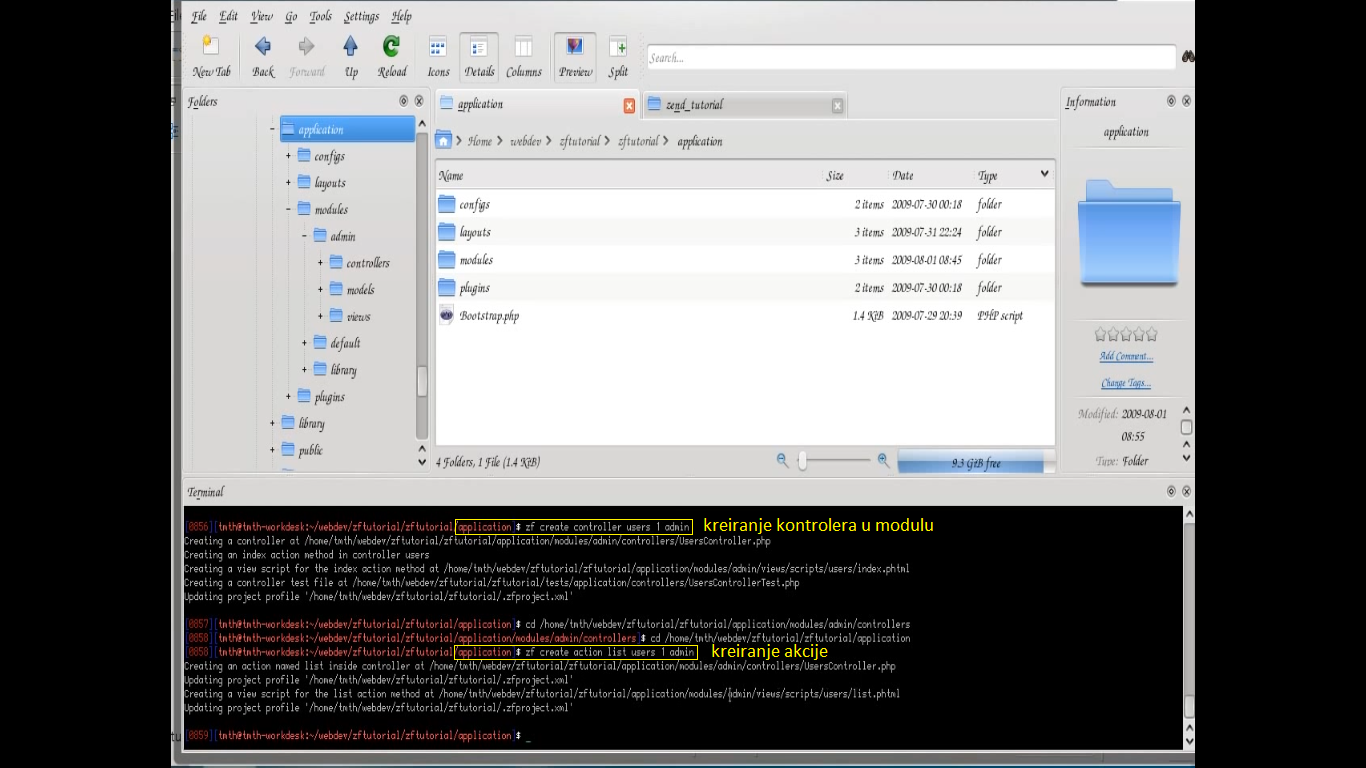 File Edit View Go Tools Settings Help
New Tab Back Forward Up Reload Icons Details Columns Preview Split Search...
Folders
application
configs
layouts
modules
admin
controllers
models
views
default
library
plugins
library
public
application zend_tutorial
Home webdev zftutorial zftutorial application
Name Size Date Type
configs 2 items 2009-07-30 00:18 folder
layouts 3 items 2009-07-31 22:24 folder
modules 3 items 2009-08-01 08:45 folder
plugins 2 items 2009-07-30 00:18 folder
Bootstrap.php 1.4 KiB 2009-07-29 20:39 PHP script
4 Folders, 1 File (1.4 KiB) 9.3 GiB free
Information
application
Add Comment...
Change Tags...
Modified: 2009-08-01
08:55
Type: Folder
Terminal
[0856][tmth@tmth-workdesk:~/webdev/zftutorial/zftutorial/application]$ zf create controller users 1 admin kreiranje kontrolera u modulu
Creating a controller at /home/tmth/webdev/zftutorial/zftutorial/application/modules/admin/controllers/UsersController.php
Creating an index action method in controller users
Creating a view script for the index action method at /home/tmth/webdev/zftutorial/zftutorial/application/modules/admin/views/scripts/users/index.phtml
Creating a controller test file at /home/tmth/webdev/zftutorial/zftutorial/tests/application/controllers/UsersControllerTest.php
Updating project profile '/home/tmth/webdev/zftutorial/zftutorial/.zfproject.xml'
[0857][tmth@tmth-workdesk:~/webdev/zftutorial/zftutorial/application]$ cd /home/tmth/webdev/zftutorial/zftutorial/application/modules/admin/controllers
[0858][tmth@tmth-workdesk:~/webdev/zftutorial/zftutorial/application/modules/admin/controllers]$ cd /home/tmth/webdev/zftutorial/zftutorial/application
[0858][tmth@tmth-workdesk:~/webdev/zftutorial/zftutorial/application]$ zf create action list users 1 admin kreiranje akcije
Creating an action named list inside controller at /home/tmth/webdev/zftutorial/zftutorial/application/modules/admin/controllers/UsersController.php
Updating project profile '/home/tmth/webdev/zftutorial/zftutorial/.zfproject.xml'
Creating a view script for the list action method at /home/tmth/webdev/zftutorial/zftutorial/application/modules/admin/views/scripts/users/list.phtml
Updating project profile '/home/tmth/webdev/zftutorial/zftutorial/.zfproject.xml'
[0859][tmth@tmth-workdesk:~/webdev/zftutorial/zftutorial/application]$ _